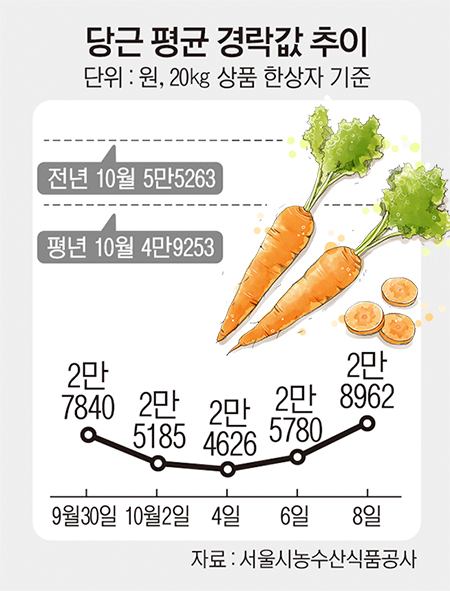 당근 평균 경락값 추이
단위 : 원, 20㎏ 상품 한상자 기준
전년 10월 5만5263
평년 10월 4만9253
2만
7840
2만
5185
2만
4626
2만
5780
2만
8962
9월30일 10월2일 4일 6일 8일
자료 : 서울시농수산식품공사